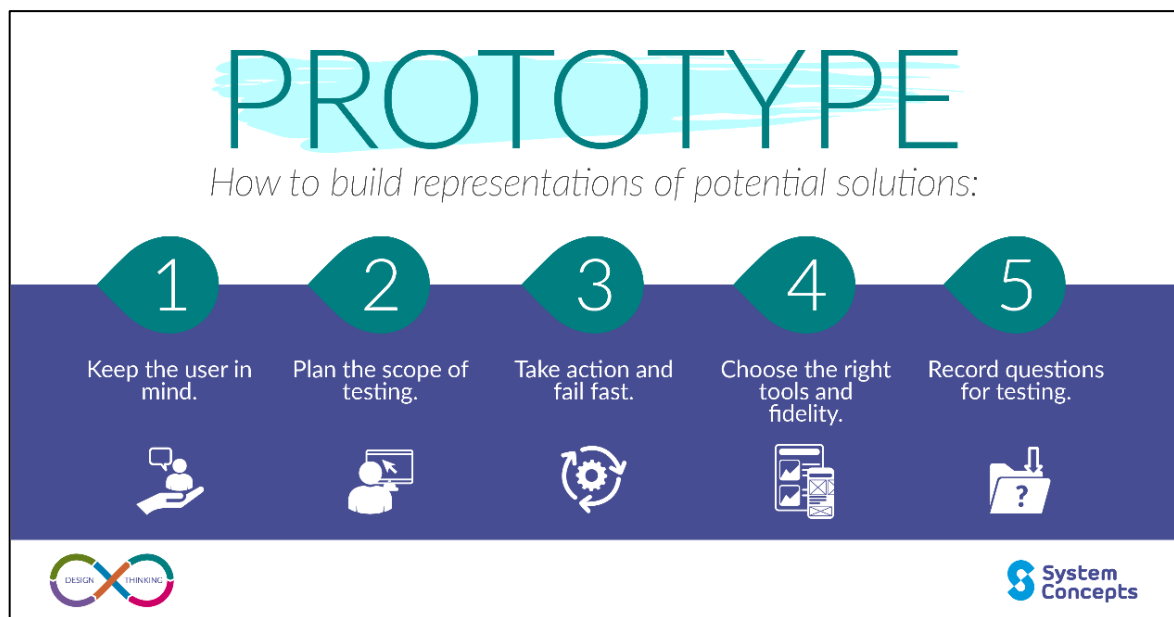 PROTOTYPE
How to build representations of potential solutions:
1
Keep the user in
mind.
2
Plan the scope of
testing.
3
Take action and
fail fast.
4
Choose the right
tools and
fidelity.
5
Record questions
for testing.
?
DESIGN THINKING
System
Concepts